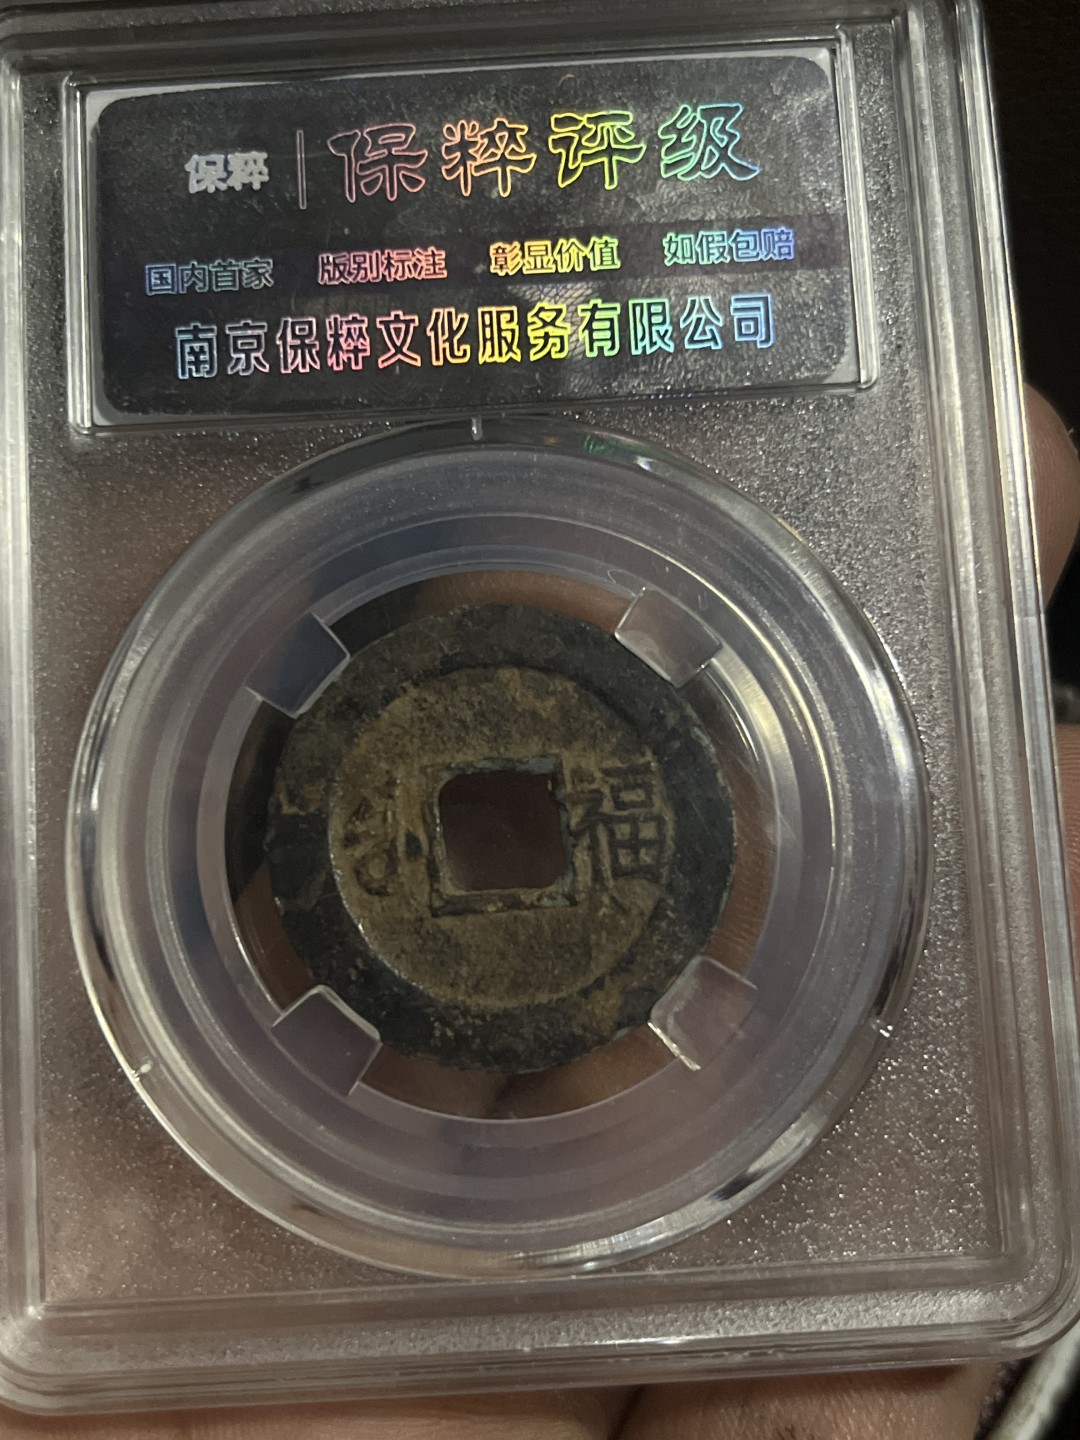 保粹 | 保粹评级
国内首家 版别标注 彰显价值 如假包赔
南京保粹文化服务有限公司
福